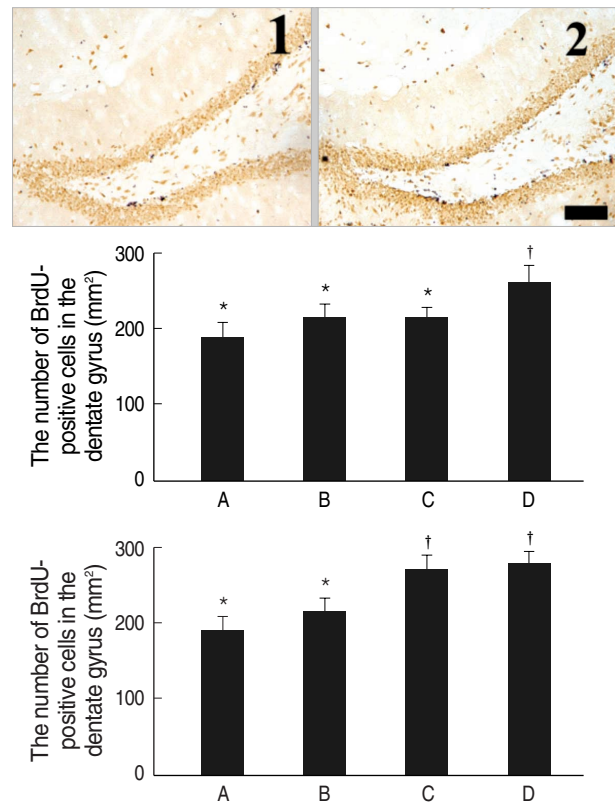 1
2
The number of BrdU-
positive cells in the
dentate gyrus (mm²)
300
200
100
0
*
*
*
†
A
B
C
D
The number of BrdU-
positive cells in the
dentate gyrus (mm²)
300
200
100
0
*
*
†
†
A
B
C
D